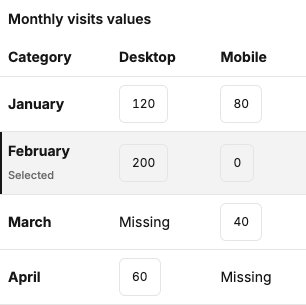 Monthly visits values
Category Desktop Mobile
January 120 80
February 200 0
Selected
March Missing 40
April 60 Missing